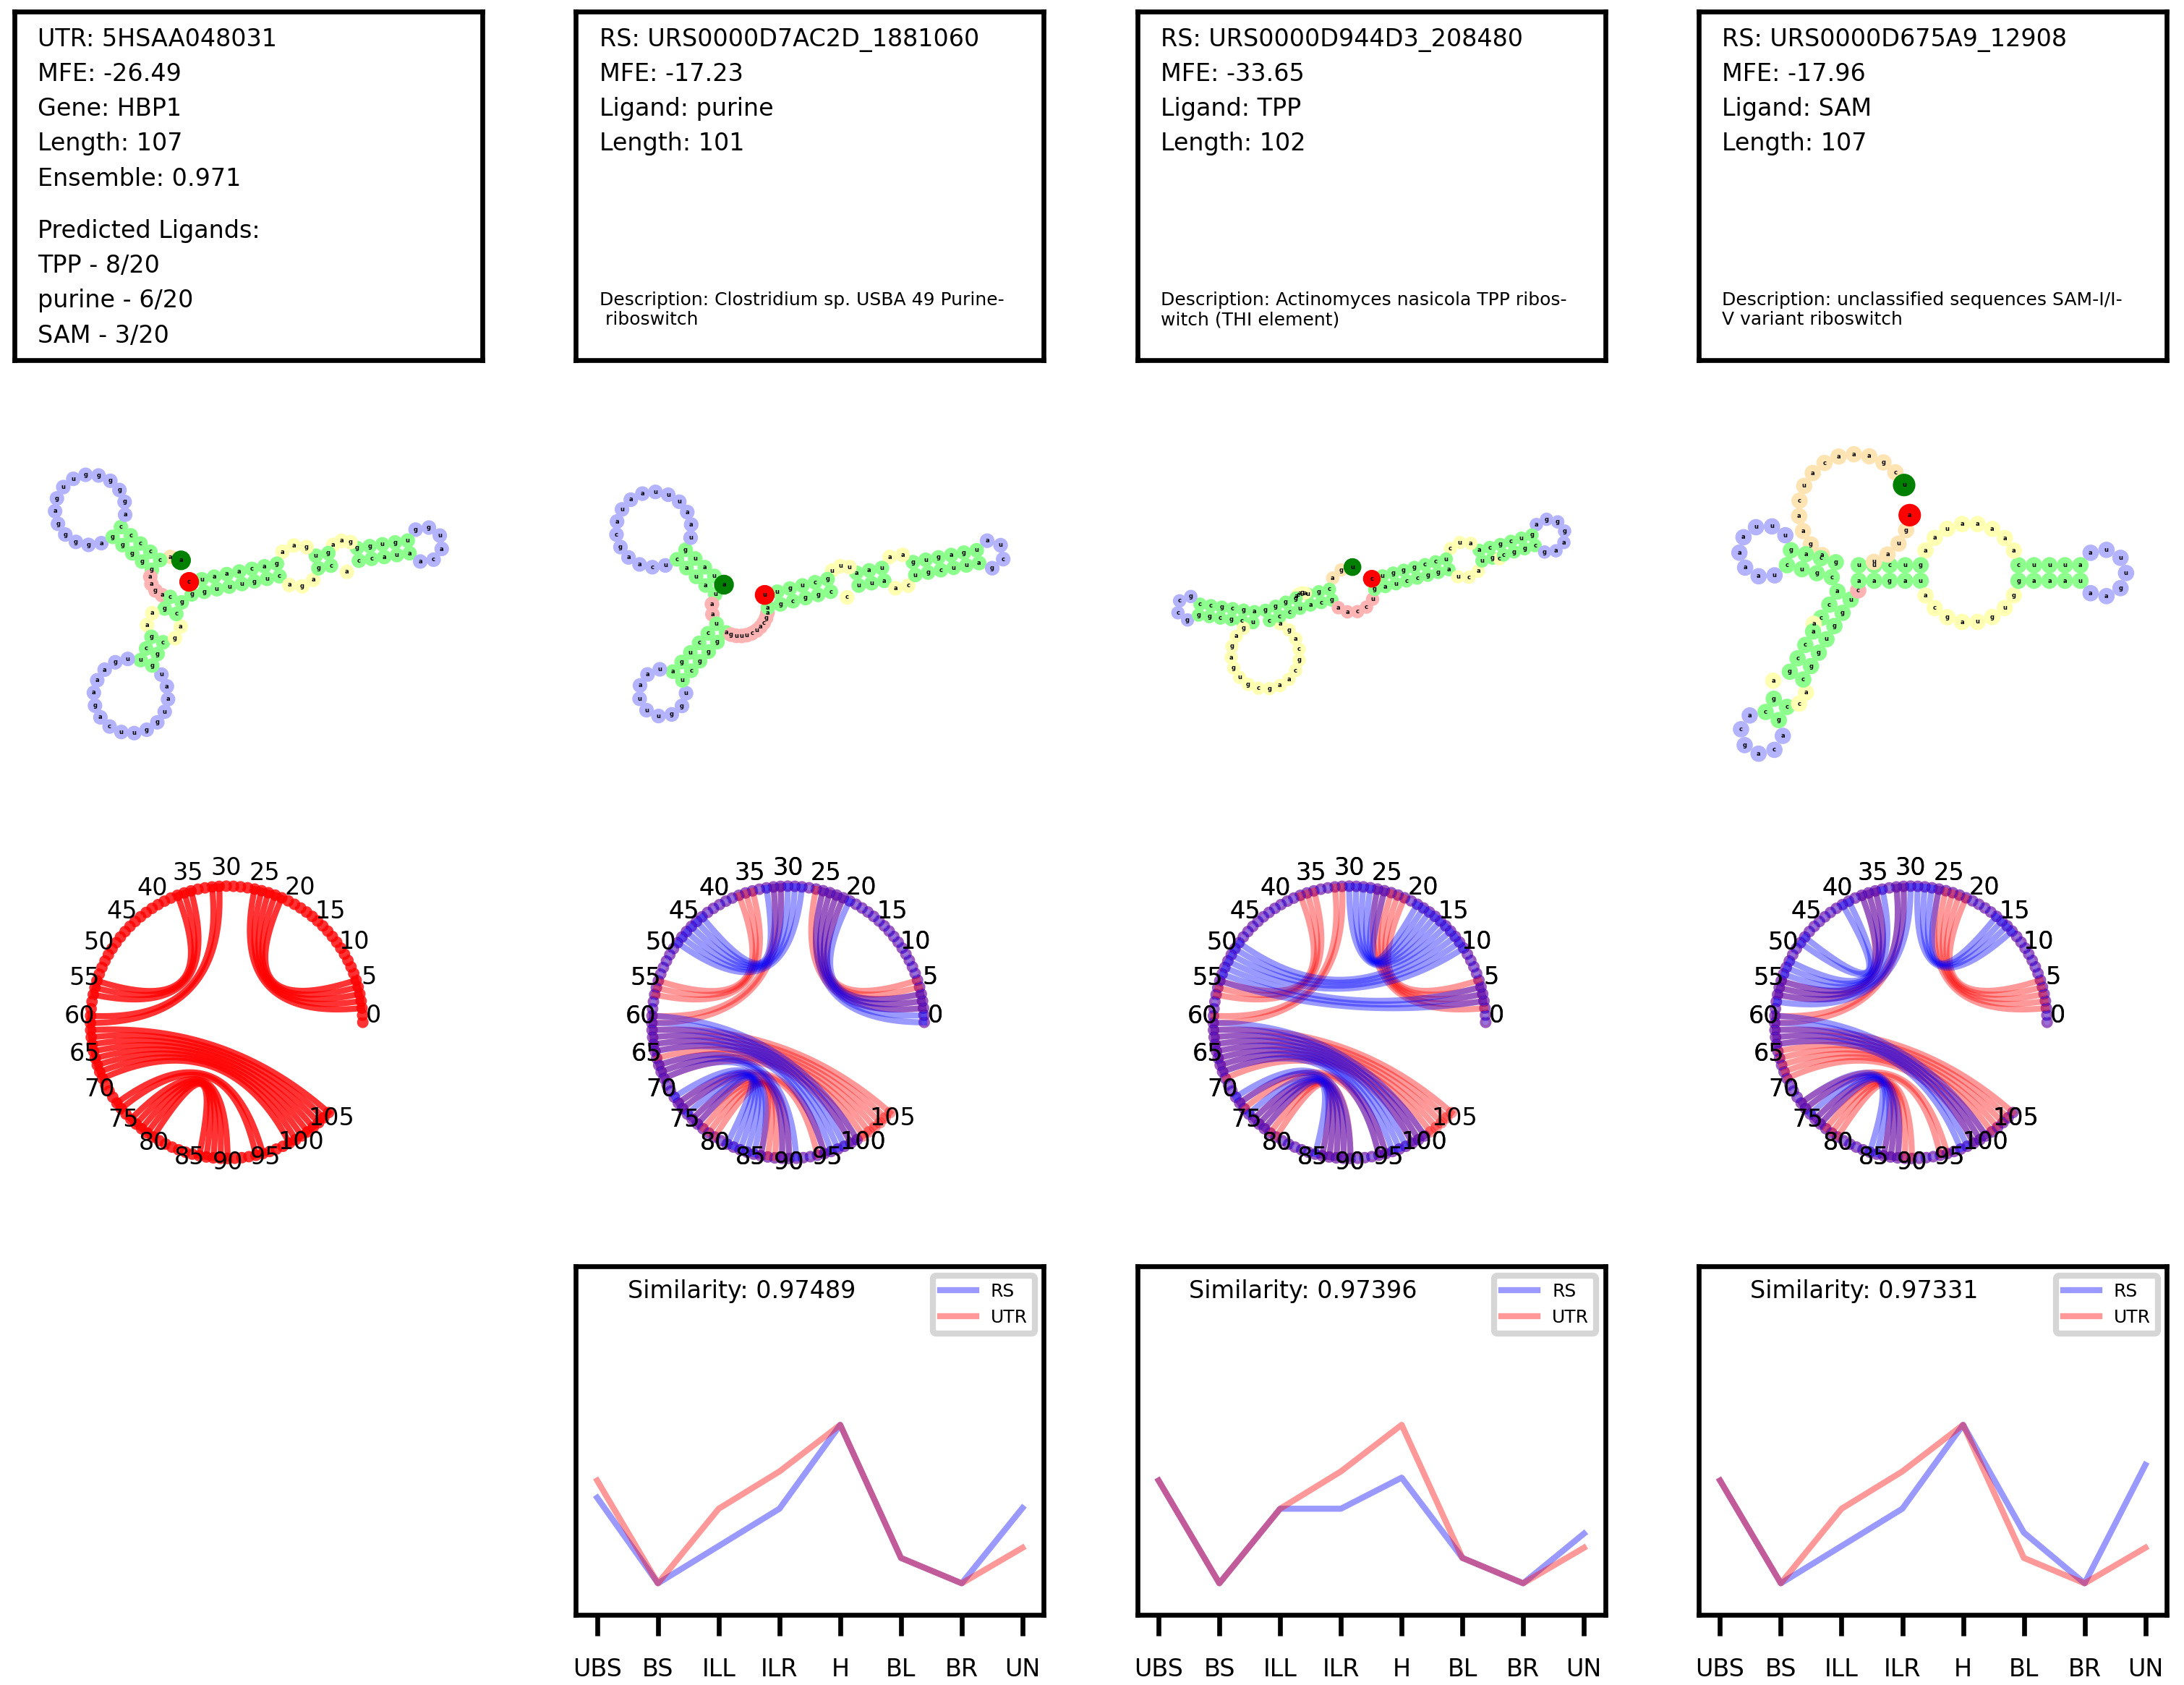 UTR: 5HSAA048031
MFE: -26.49
Gene: HBP1
Length: 107
Ensemble: 0.971
Predicted Ligands:
TPP - 8/20
purine - 6/20
SAM - 3/20
RS: URS0000D7AC2D_1881060
MFE: -17.23
Ligand: purine
Length: 101
Description: Clostridium sp. USBA 49 Purine-
riboswitch
RS: URS0000D944D3_208480
MFE: -33.65
Ligand: TPP
Length: 102
Description: Actinomyces nasicola TPP ribos-
witch (THI element)
RS: URS0000D675A9_12908
MFE: -17.96
Ligand: SAM
Length: 107
Description: unclassified sequences SAM-I/I-
V variant riboswitch
0 5 10 15 20 25 30 35 40 45 50 55 60 65 70 75 80 85 90 95 100 105
0 5 10 15 20 25 30 35 40 45 50 55 60 65 70 75 80 85 90 95 100 105
0 5 10 15 20 25 30 35 40 45 50 55 60 65 70 75 80 85 90 95 100 105
0 5 10 15 20 25 30 35 40 45 50 55 60 65 70 75 80 85 90 95 100 105
Similarity: 0.97489
RS
UTR
UBS BS ILL ILR H BL BR UN
Similarity: 0.97396
RS
UTR
UBS BS ILL ILR H BL BR UN
Similarity: 0.97331
RS
UTR
UBS BS ILL ILR H BL BR UN